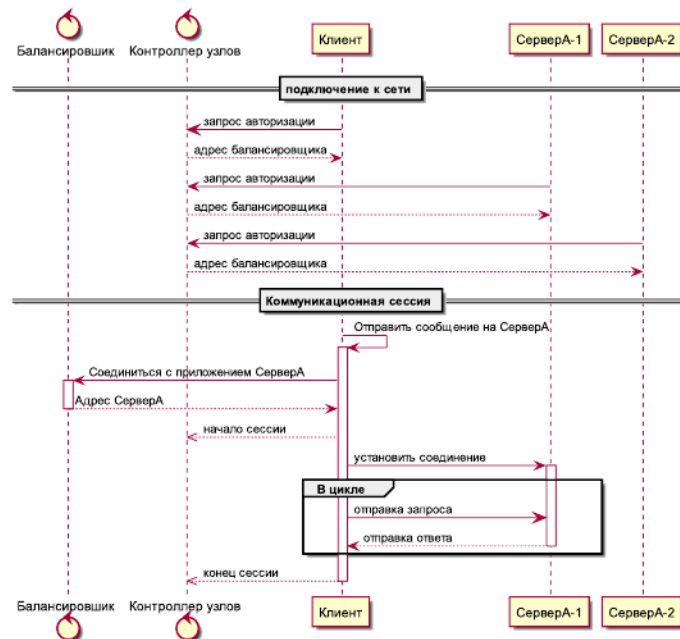 Балансировшик Контроллер узлов Клиент СерверА-1 СерверА-2
подключение к сети
запрос авторизации
адрес балансировщика
запрос авторизации
адрес балансировщика
запрос авторизации
адрес балансировщика
Коммуникационная сессия
Отправить сообщение на СерверА
Соединиться с приложением СерверА
Адрес СерверА
начало сессии
установить соединение
В цикле
отправка запроса
отправка ответа
конец сессии
Балансировшик Контроллер узлов Клиент СерверА-1 СерверА-2